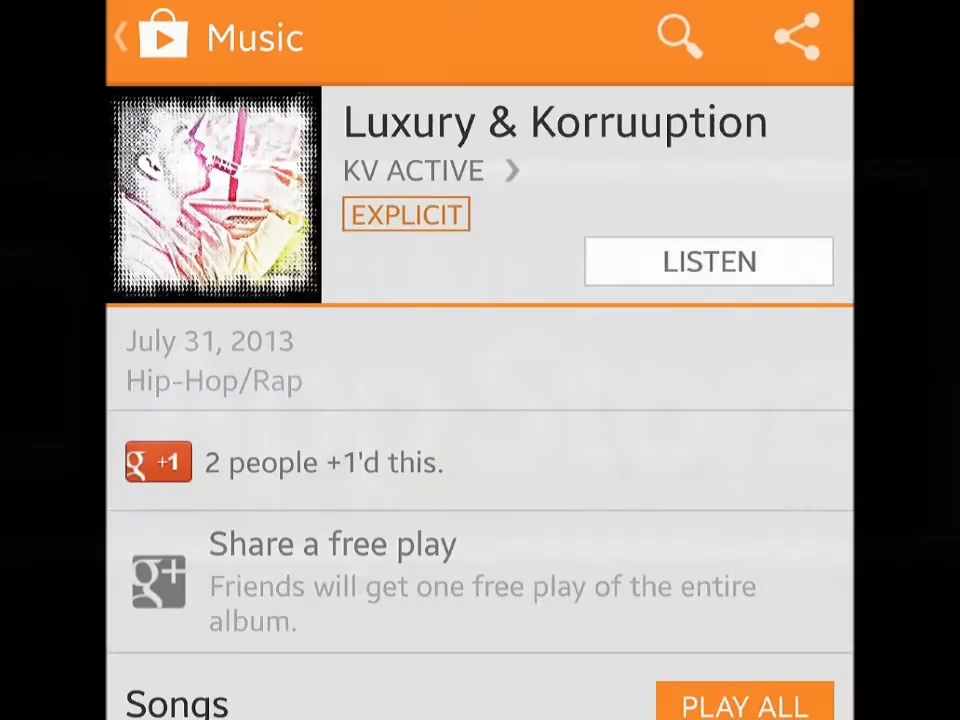 Music
Luxury & Korruuption
KV ACTIVE
EXPLICIT
LISTEN
July 31, 2013
Hip-Hop/Rap
g +1 2 people +1'd this.
Share a free play
g+ Friends will get one free play of the entire
album.
Songs
PLAY ALL